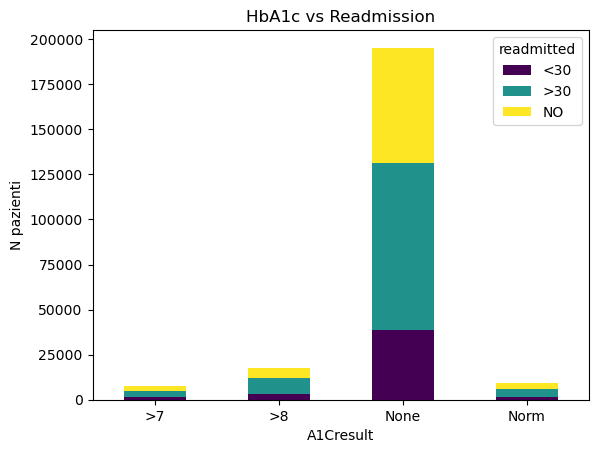 HbA1c vs Readmission
readmitted
<30
>30
NO
200000
175000
150000
125000
100000
75000
50000
25000
0
N pazienti
>7
>8
None
Norm
A1Cresult